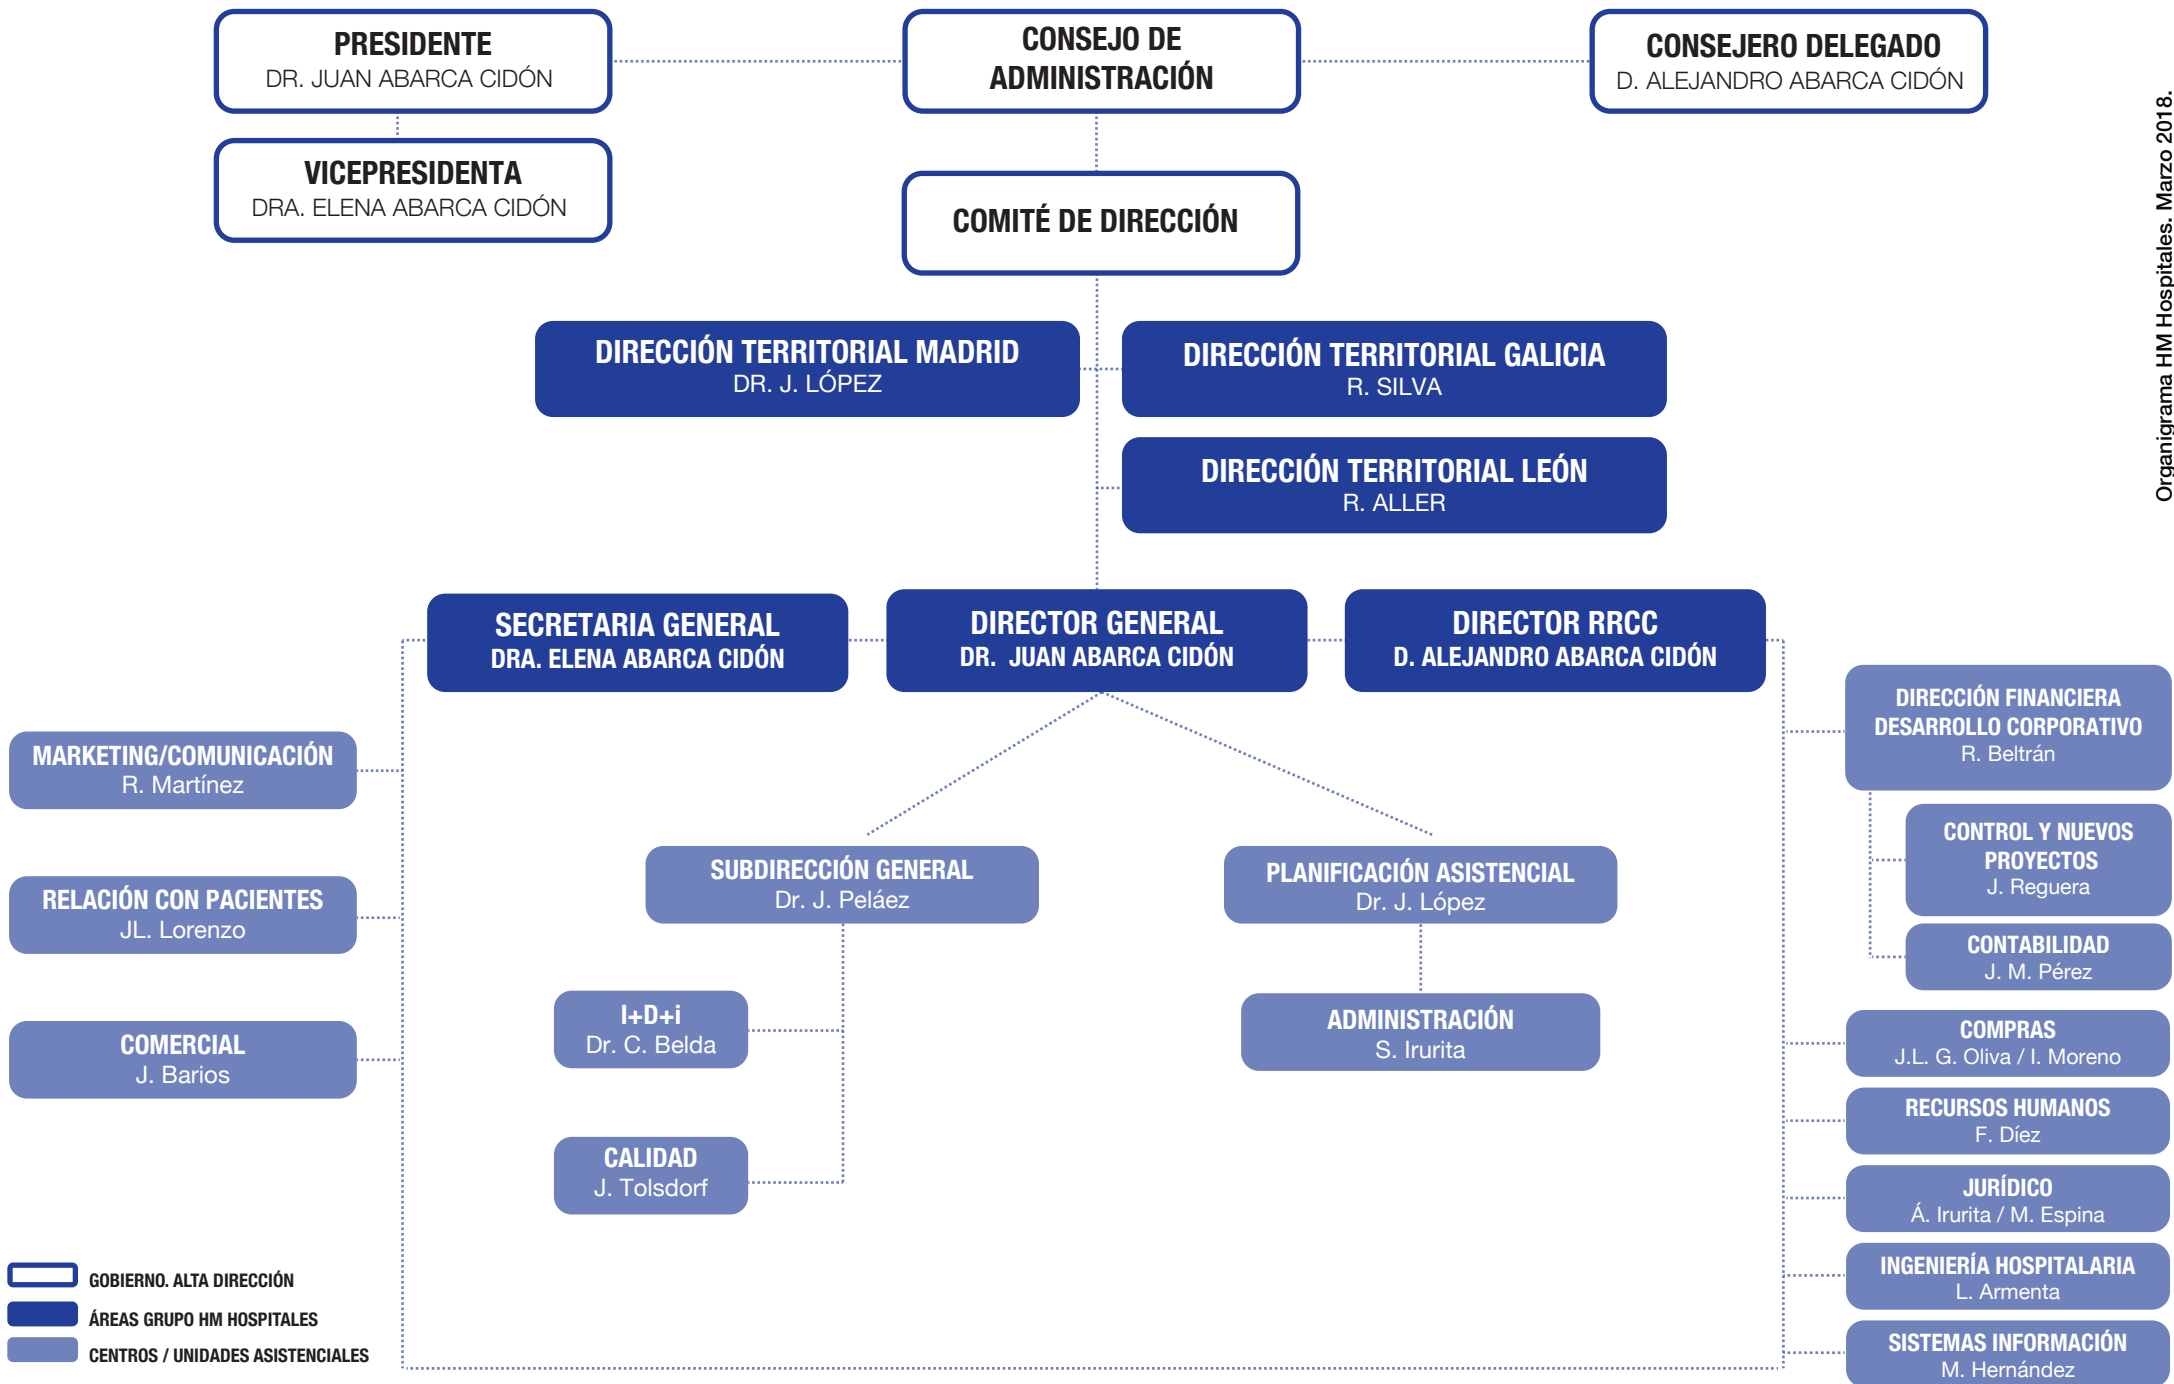 PRESIDENTE
DR. JUAN ABARCA CIDÓN
CONSEJO DE
ADMINISTRACIÓN
CONSEJERO DELEGADO
D. ALEJANDRO ABARCA CIDÓN
VICEPRESIDENTA
DRA. ELENA ABARCA CIDÓN
COMITÉ DE DIRECCIÓN
Organigrama HM Hospitales. Marzo 2018.
DIRECCIÓN TERRITORIAL MADRID
DR. J. LÓPEZ
DIRECCIÓN TERRITORIAL GALICIA
R. SILVA
DIRECCIÓN TERRITORIAL LEÓN
R. ALLER
SECRETARIA GENERAL
DRA. ELENA ABARCA CIDÓN
DIRECTOR GENERAL
DR. JUAN ABARCA CIDÓN
DIRECTOR RRCC
D. ALEJANDRO ABARCA CIDÓN
MARKETING/COMUNICACIÓN
R. Martínez
RELACIÓN CON PACIENTES
JL. Lorenzo
COMERCIAL
J. Barios
SUBDIRECCIÓN GENERAL
Dr. J. Peláez
I+D+i
Dr. C. Belda
CALIDAD
J. Tolsdorf
PLANIFICACIÓN ASISTENCIAL
Dr. J. López
ADMINISTRACIÓN
S. Irurita
DIRECCIÓN FINANCIERA
DESARROLLO CORPORATIVO
R. Beltrán
CONTROL Y NUEVOS
PROYECTOS
J. Reguera
CONTABILIDAD
J. M. Pérez
COMPRAS
J.L. G. Oliva / I. Moreno
RECURSOS HUMANOS
F. Díez
JURÍDICO
Á. Irurita / M. Espina
INGENIERÍA HOSPITALARIA
L. Armenta
SISTEMAS INFORMACIÓN
M. Hernández
GOBIERNO. ALTA DIRECCIÓN
ÁREAS GRUPO HM HOSPITALES
CENTROS / UNIDADES ASISTENCIALES